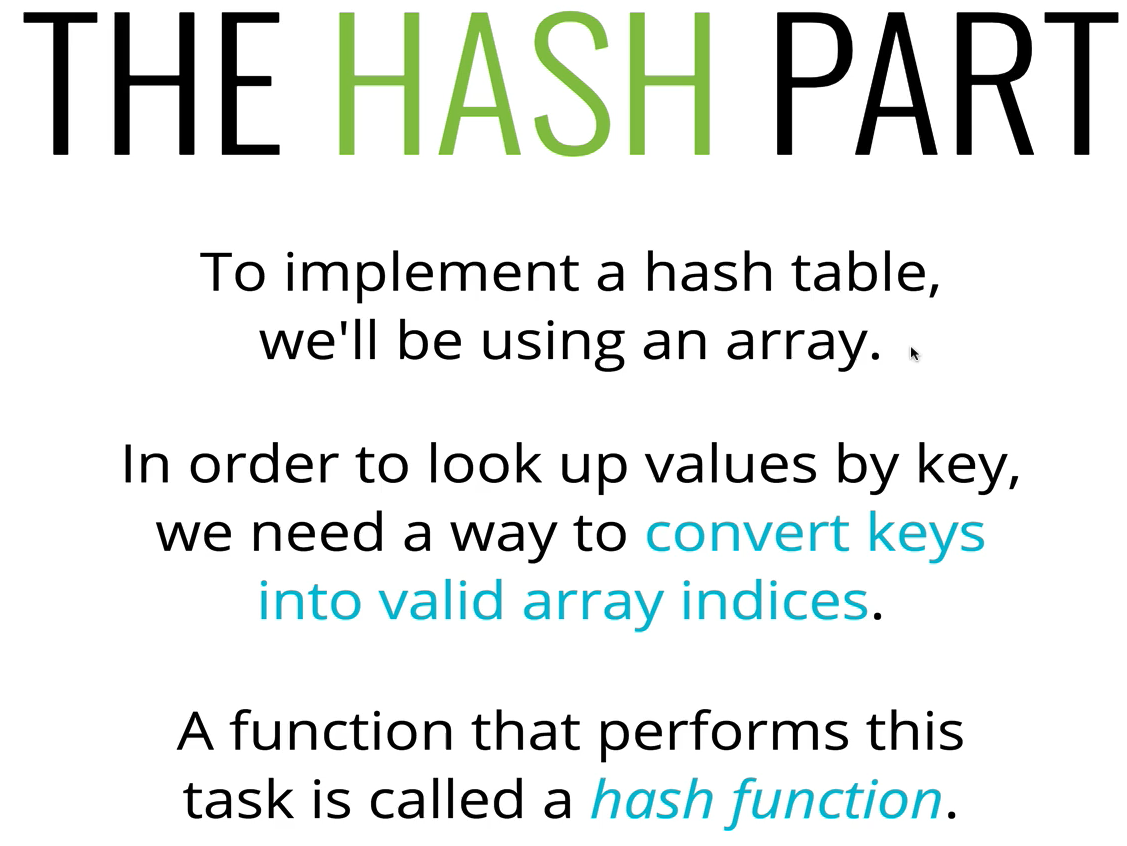 THE HASH PART
To implement a hash table,
we'll be using an array.
In order to look up values by key,
we need a way to convert keys
into valid array indices.
A function that performs this
task is called a hash function.